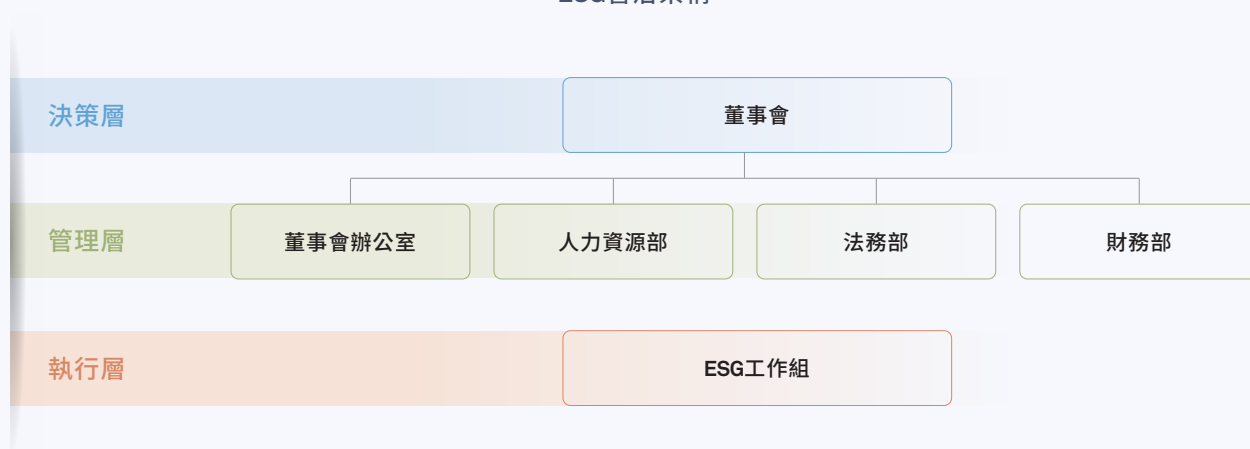 決策層
董事會
管理層
董事會辦公室
人力資源部
法務部
財務部
執行層
ESG工作組